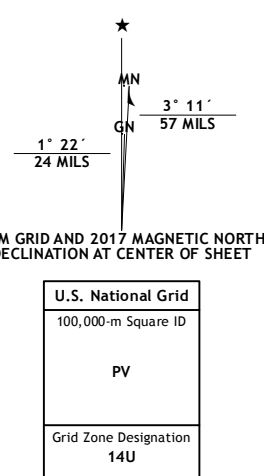 ★
MN
3° 11´
57 MILS
GN
1° 22´
24 MILS
M GRID AND 2017 MAGNETIC NORTH
DECLINATION AT CENTER OF SHEET
U.S. National Grid
100,000-m Square ID
PV
Grid Zone Designation
14U